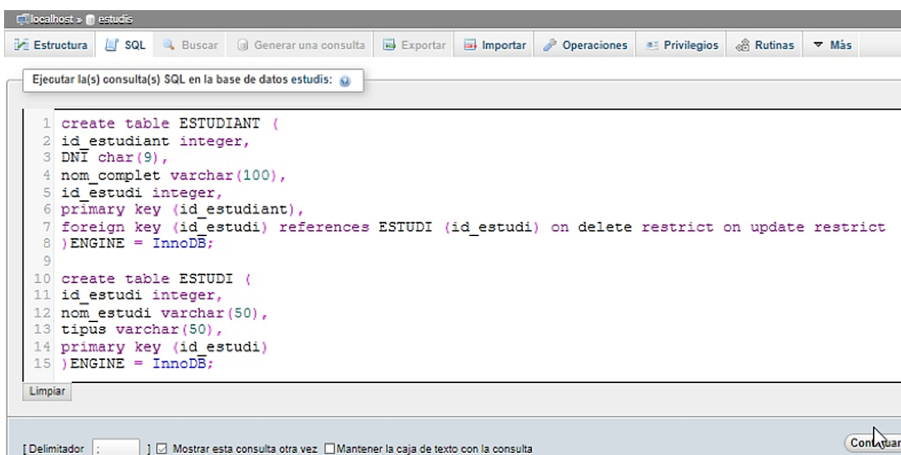 localhost » estudis
Estructura SQL Buscar Generar una consulta Exportar Importar Operaciones Privilegios Rutinas Más
Ejecutar la(s) consulta(s) SQL en la base de datos estudis:
1 create table ESTUDIANT (
2 id_estudiant integer,
3 DNI char(9),
4 nom_complet varchar(100),
5 id_estudi integer,
6 primary key (id_estudiant),
7 foreign key (id_estudi) references ESTUDI (id_estudi) on delete restrict on update restrict
8 )ENGINE = InnoDB;
9
10 create table ESTUDI (
11 id_estudi integer,
12 nom_estudi varchar(50),
13 tipus varchar(50),
14 primary key (id_estudi)
15 )ENGINE = InnoDB;
Limpiar
[ Delimitador ; ] Mostrar esta consulta otra vez Mantener la caja de texto con la consulta